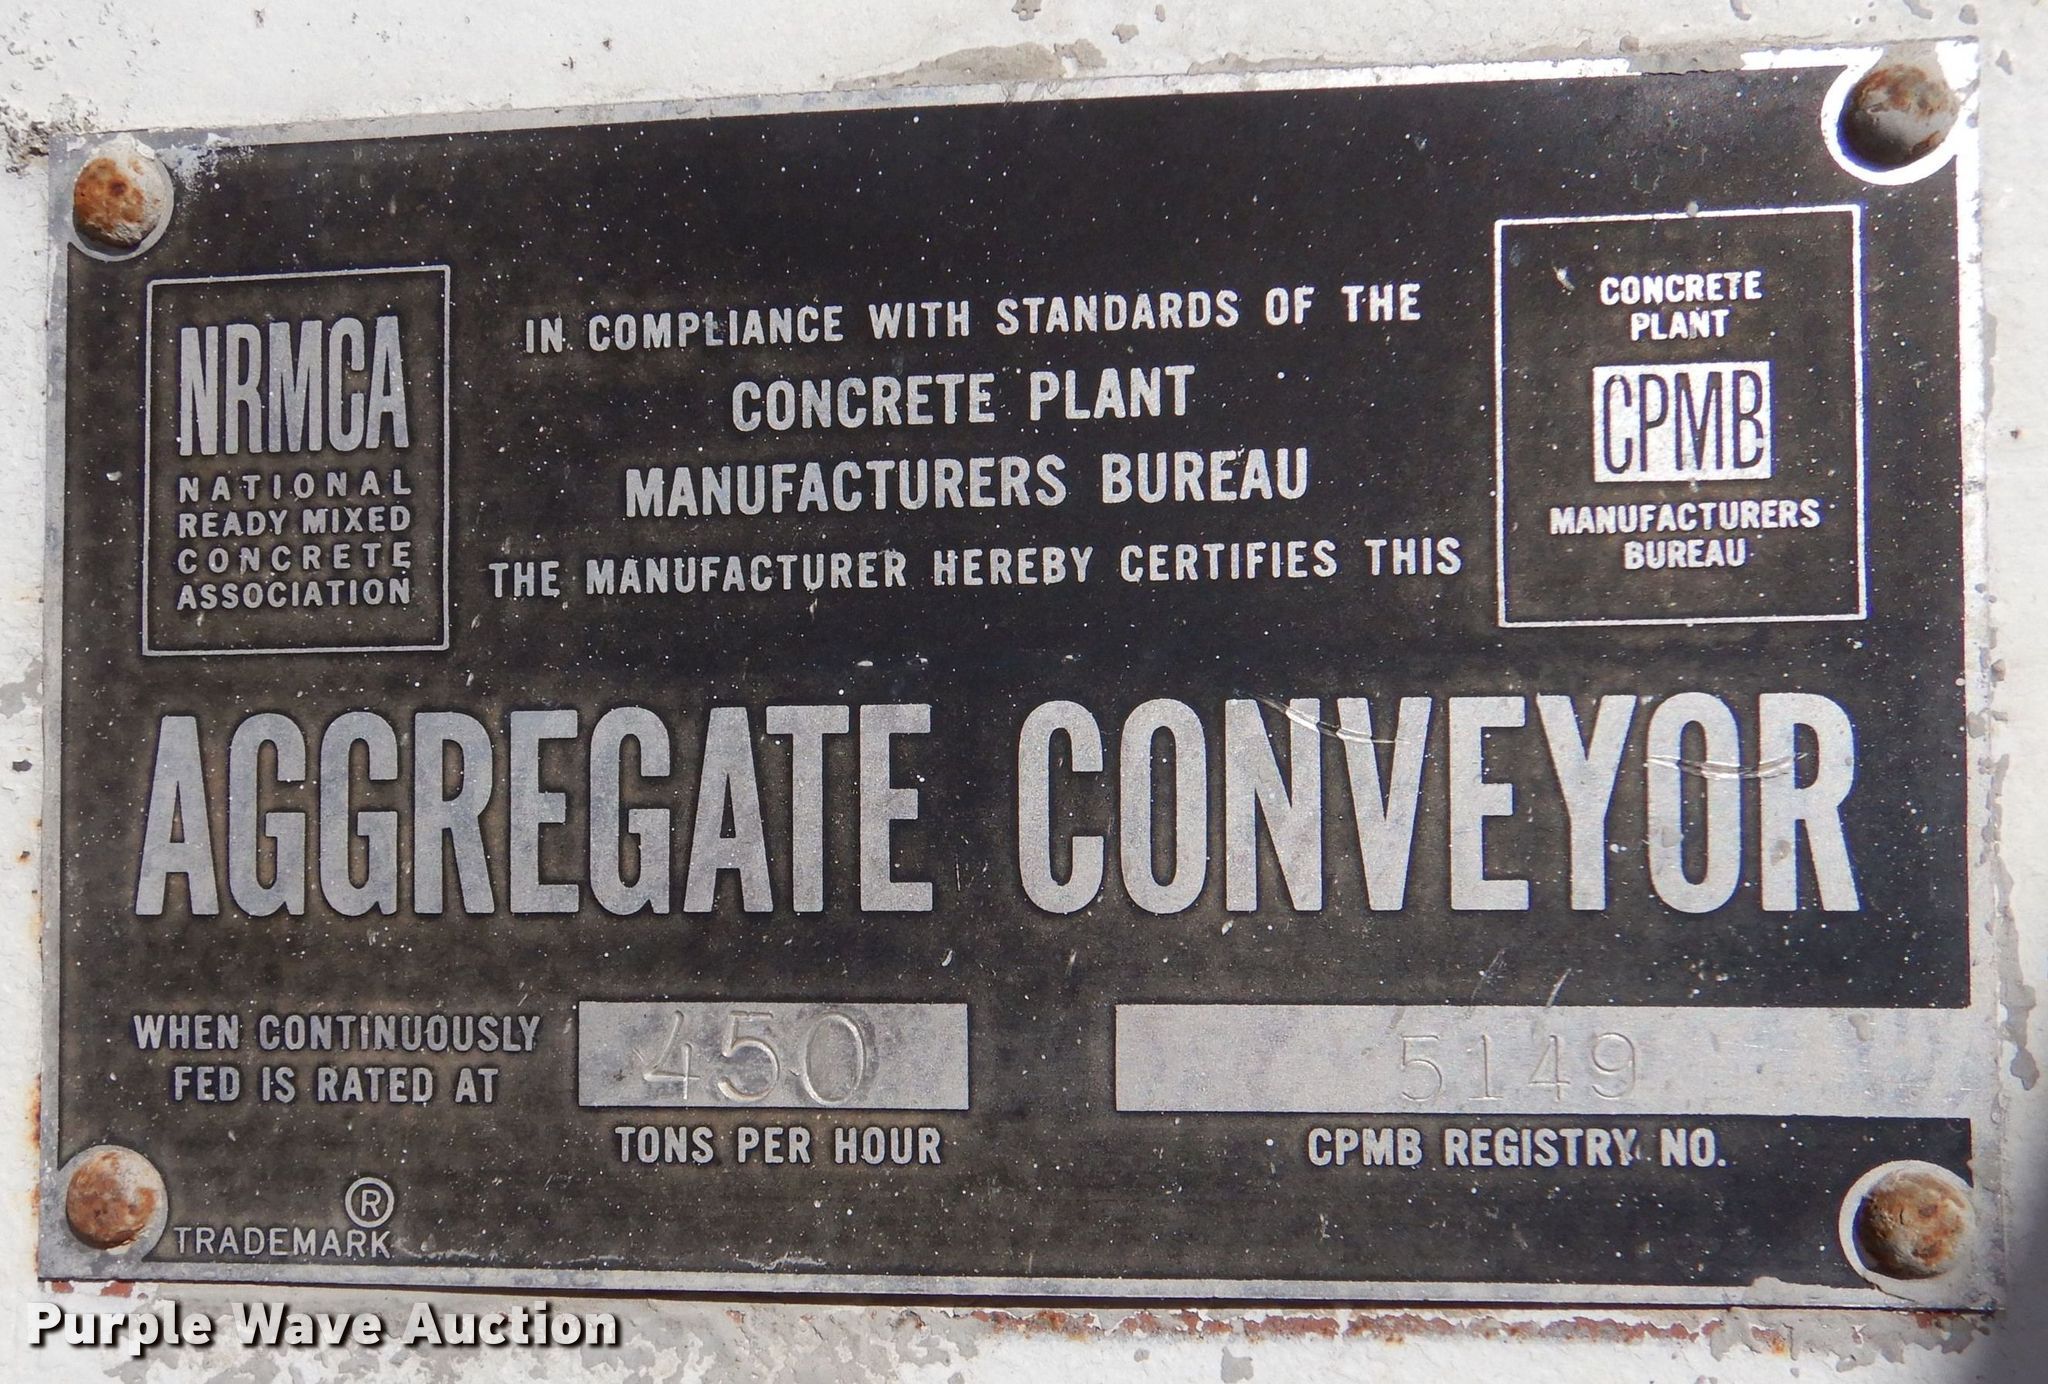 NRMCA
NATIONAL
READY MIXED
CONCRETE
ASSOCIATION
IN COMPLIANCE WITH STANDARDS OF THE
CONCRETE PLANT
MANUFACTURERS BUREAU
THE MANUFACTURER HEREBY CERTIFIES THIS
CONCRETE
PLANT
CPMB
MANUFACTURERS
BUREAU
AGGREGATE CONVEYOR
WHEN CONTINUOUSLY
FED IS RATED AT
450
TONS PER HOUR
5149
CPMB REGISTRY NO.
®
TRADEMARK
Purple Wave Auction